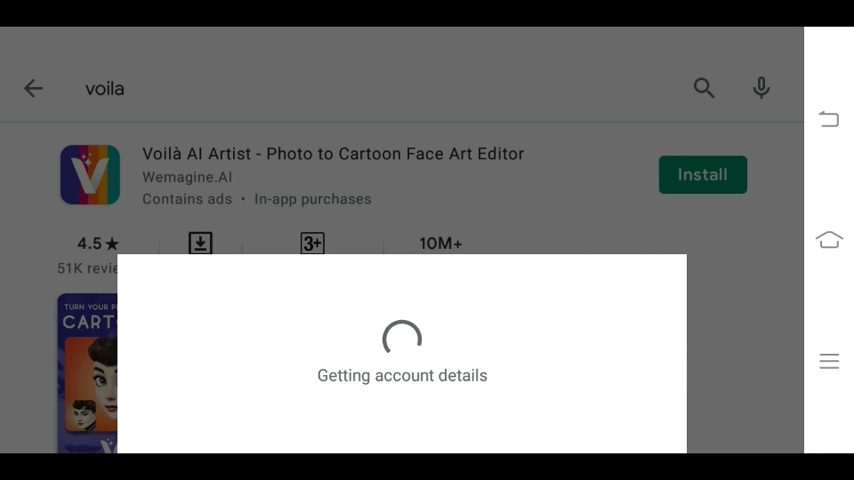 voila
Voilà AI Artist - Photo to Cartoon Face Art Editor
Wemagine.AI
Contains ads • In-app purchases
Install
4.5★
3+
10M+
51K
TURN YOUR
CART
Getting account details